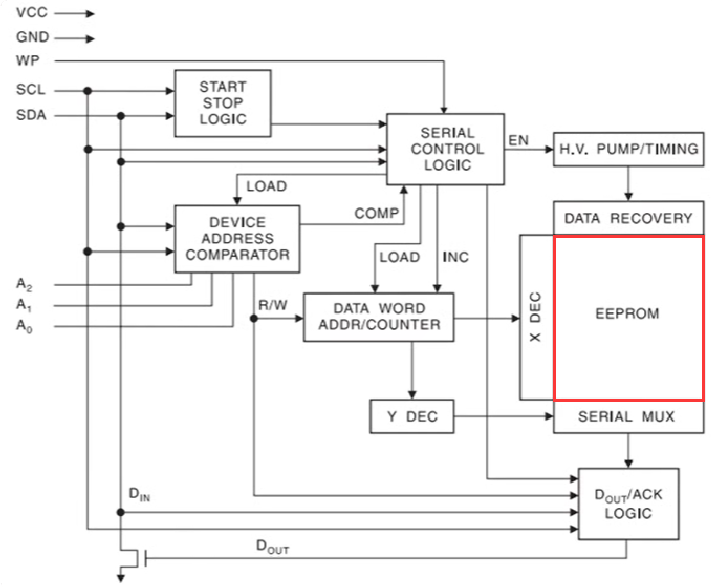 VCC
GND
WP
SCL
SDA
START
STOP
LOGIC
SERIAL
CONTROL
LOGIC
EN
H.V. PUMP/TIMING
LOAD
COMP
DATA RECOVERY
DEVICE
ADDRESS
COMPARATOR
LOAD
INC
A2
A1
A0
R/W
DATA WORD
ADDR/COUNTER
X DEC
EEPROM
Y DEC
SERIAL MUX
DIN
DOUT/ACK
LOGIC
DOUT